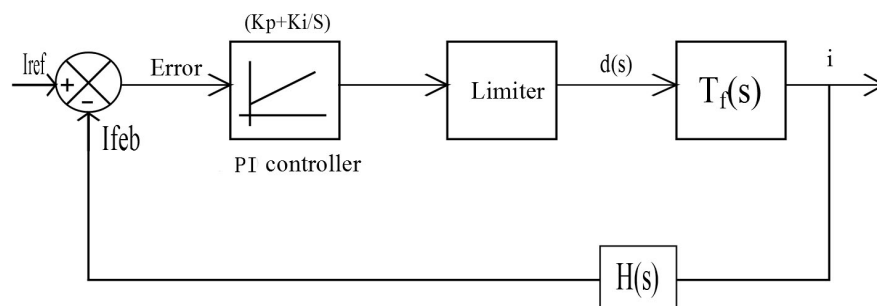 (Kp+Ki/S)
Iref
+
-
Error
Ifeb
PI controller
Limiter
d(s)
Tf(s)
i
H(s)